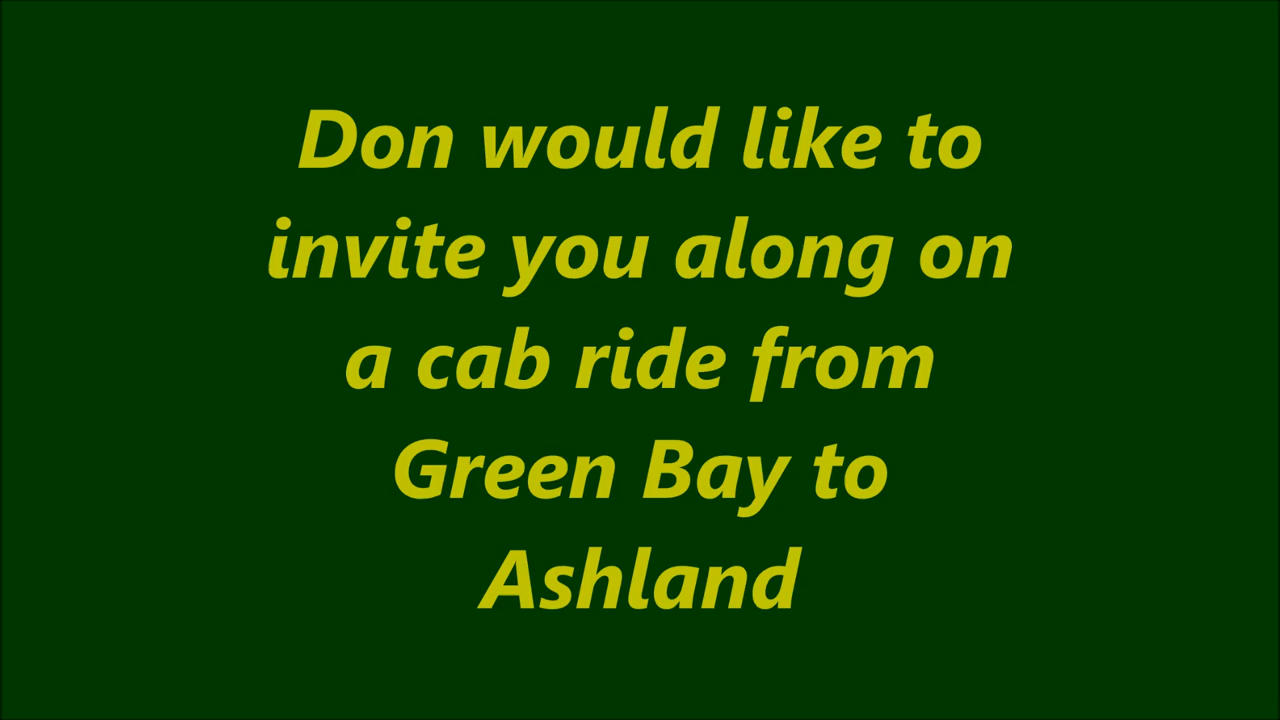 Don would like to
invite you along on
a cab ride from
Green Bay to
Ashland